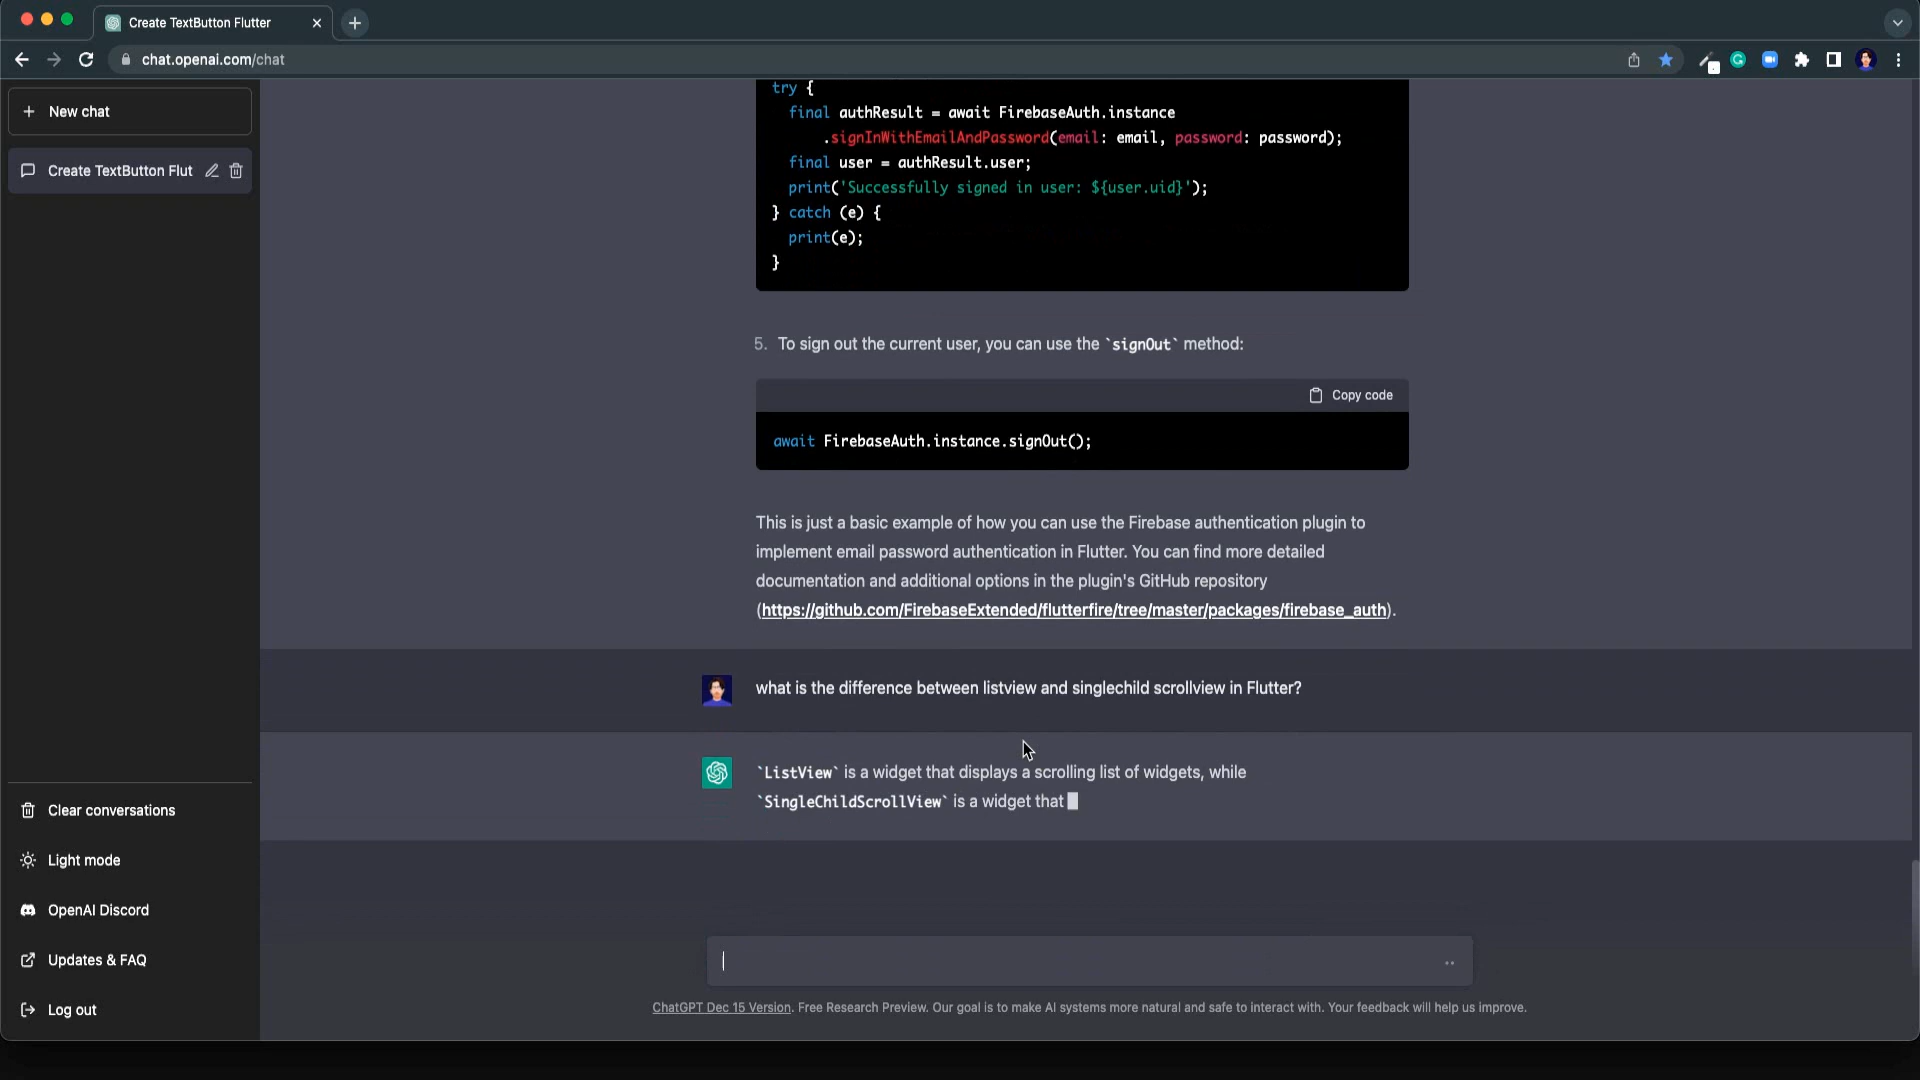 Create TextButton Flutter
chat.openai.com/chat
New chat
Create TextButton Flut
Clear conversations
Light mode
OpenAI Discord
Updates & FAQ
Log out
try {
final authResult = await FirebaseAuth.instance
.signInWithEmailAndPassword(email: email, password: password);
final user = authResult.user;
print('Successfully signed in user: ${user.uid}');
} catch (e) {
print(e);
}
5. To sign out the current user, you can use the `signOut` method:
Copy code
await FirebaseAuth.instance.signOut();
This is just a basic example of how you can use the Firebase authentication plugin to
implement email password authentication in Flutter. You can find more detailed
documentation and additional options in the plugin's GitHub repository
(https://github.com/FirebaseExtended/flutterfire/tree/master/packages/firebase_auth).
what is the difference between listview and singlechild scrollview in Flutter?
`ListView` is a widget that displays a scrolling list of widgets, while
`SingleChildScrollView` is a widget that
ChatGPT Dec 15 Version. Free Research Preview. Our goal is to make AI systems more natural and safe to interact with. Your feedback will help us improve.